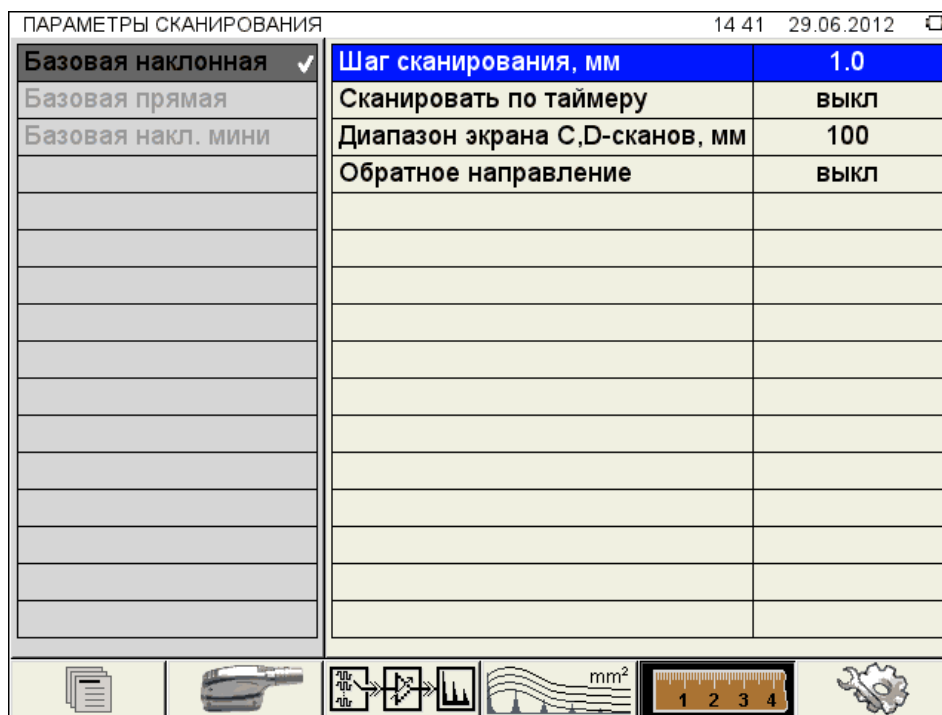 ПАРАМЕТРЫ СКАНИРОВАНИЯ 14 41 29.06.2012
Базовая наклонная
Базовая прямая
Базовая накл. мини
Шаг сканирования, мм 1.0
Сканировать по таймеру выкл
Диапазон экрана C,D-сканов, мм 100
Обратное направление выкл
mm²
1 2 3 4